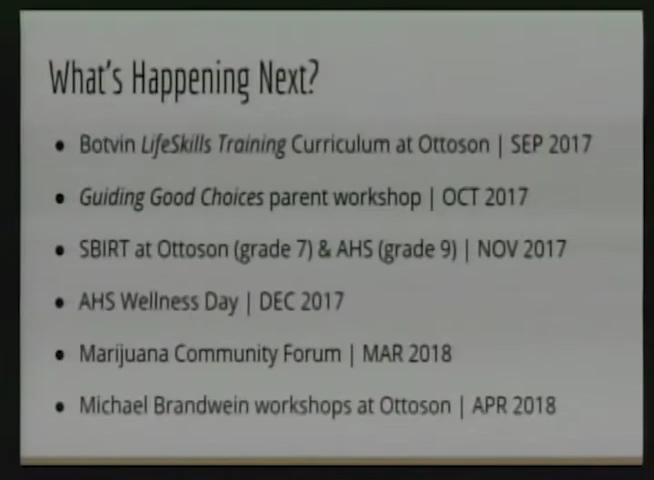 What's Happening Next?
• Botvin LifeSkills Training Curriculum at Ottoson | SEP 2017
• Guiding Good Choices parent workshop | OCT 2017
• SBIRT at Ottoson (grade 7) & AHS (grade 9) | NOV 2017
• AHS Wellness Day | DEC 2017
• Marijuana Community Forum | MAR 2018
• Michael Brandwein workshops at Ottoson | APR 2018